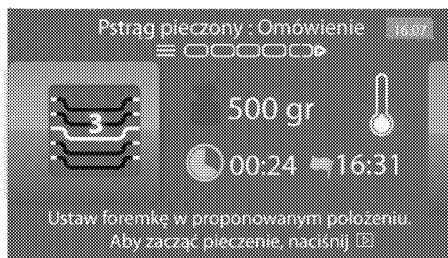 Pstrąg pieczony : Omówienie 16:07
3
500 gr
00:24 16:31
Ustaw foremkę w proponowanym położeniu.
Aby zacząć pieczenie, naciśnij